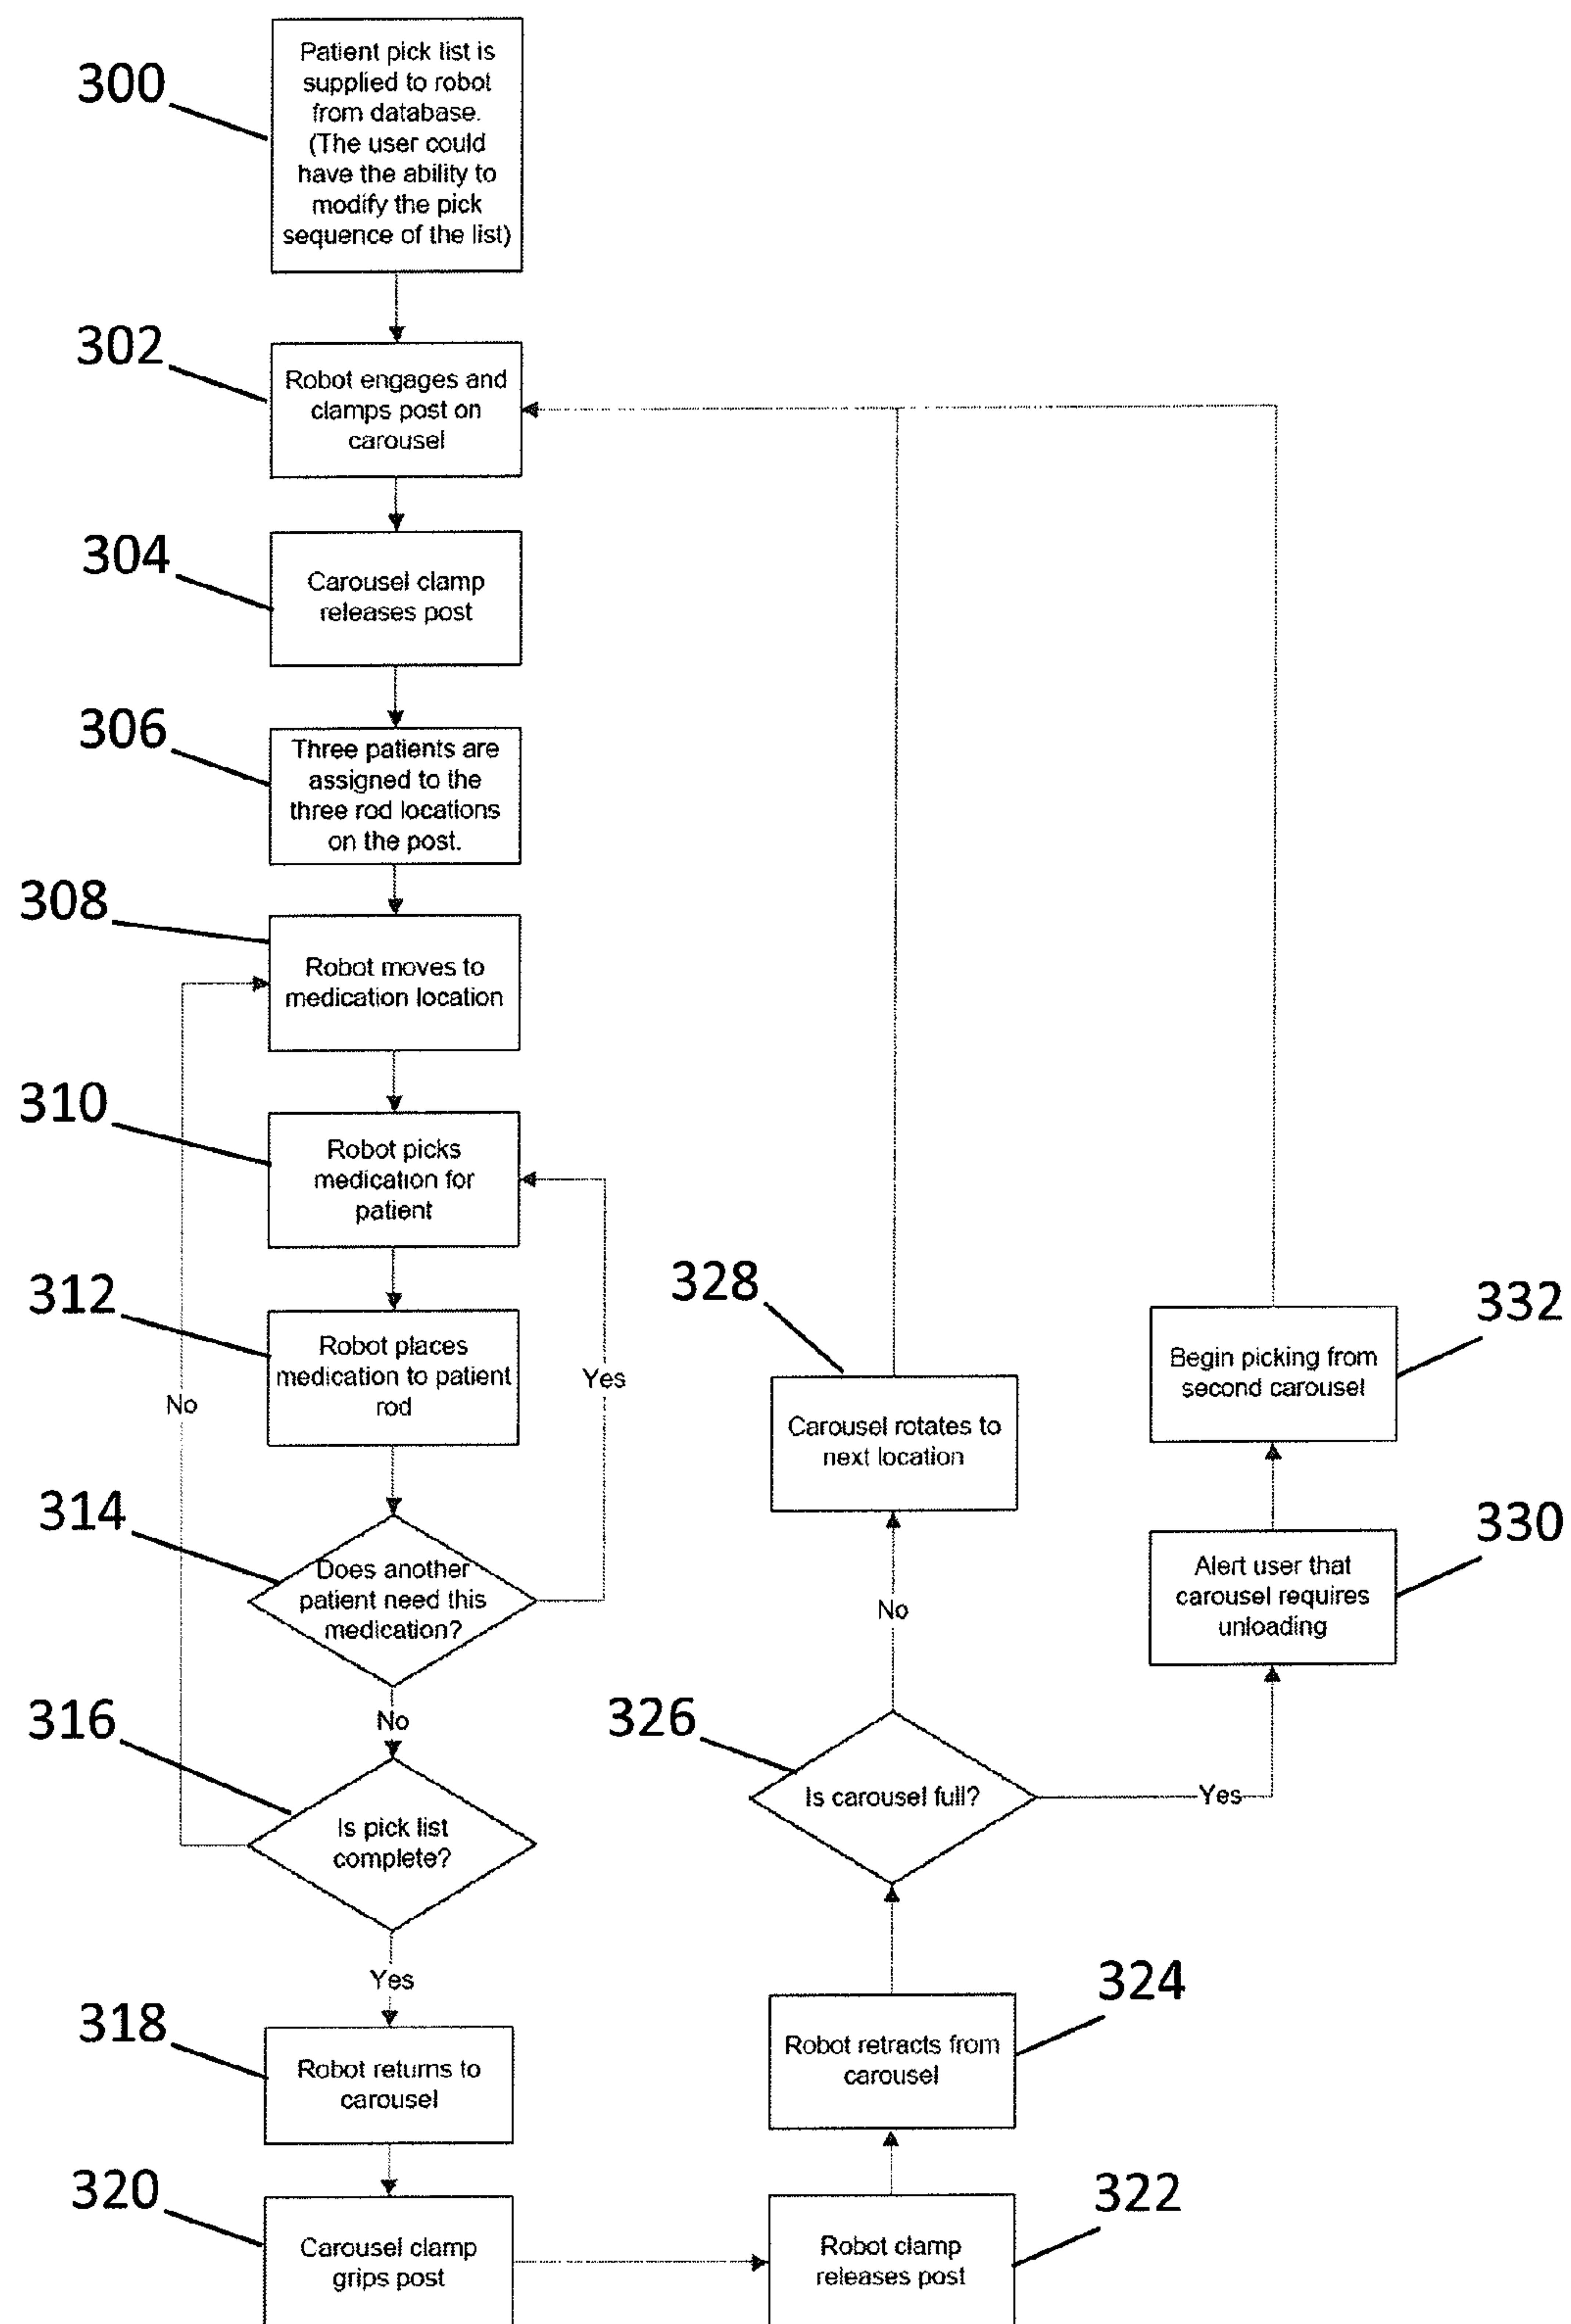 300
Patient pick list is
supplied to robot
from database.
(The user could
have the ability to
modify the pick
sequence of the list)
302
Robot engages and
clamps post on
carousel
304
Carousel clamp
releases post
306
Three patients are
assigned to the
three rod locations
on the post.
308
Robot moves to
medication location
310
Robot picks
medication for
patient
312
Robot places
medication to patient
rod
Yes
No
314
Does another
patient need this
medication?
No
316
Is pick list
complete?
Yes
318
Robot returns to
carousel
320
Carousel clamp
grips post
322
Robot clamp
releases post
324
Robot retracts from
carousel
326
Is carousel full?
Yes
No
328
Carousel rotates to
next location
330
Alert user that
carousel requires
unloading
332
Begin picking from
second carousel